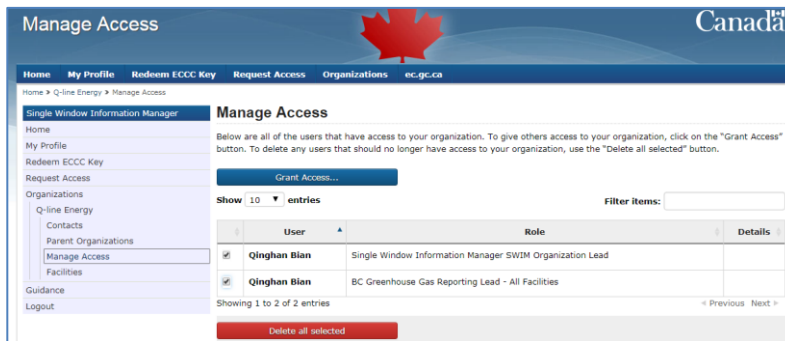 Manage Access
Canada
Home My Profile Redeem ECCC Key Request Access Organizations ec.gc.ca
Home > Q-line Energy > Manage Access
Single Window Information Manager
Home
My Profile
Redeem ECCC Key
Request Access
Organizations
Q-line Energy
Contacts
Parent Organizations
Manage Access
Facilities
Guidance
Logout
Manage Access
Below are all of the users that have access to your organization. To give others access to your organization, click on the "Grant Access"
button. To delete any users that should no longer have access to your organization, use the "Delete all selected" button.
Grant Access...
Show 10 entries Filter items:
User Role Details
Qinghan Bian Single Window Information Manager SWIM Organization Lead
Qinghan Bian BC Greenhouse Gas Reporting Lead - All Facilities
Showing 1 to 2 of 2 entries Previous Next
Delete all selected